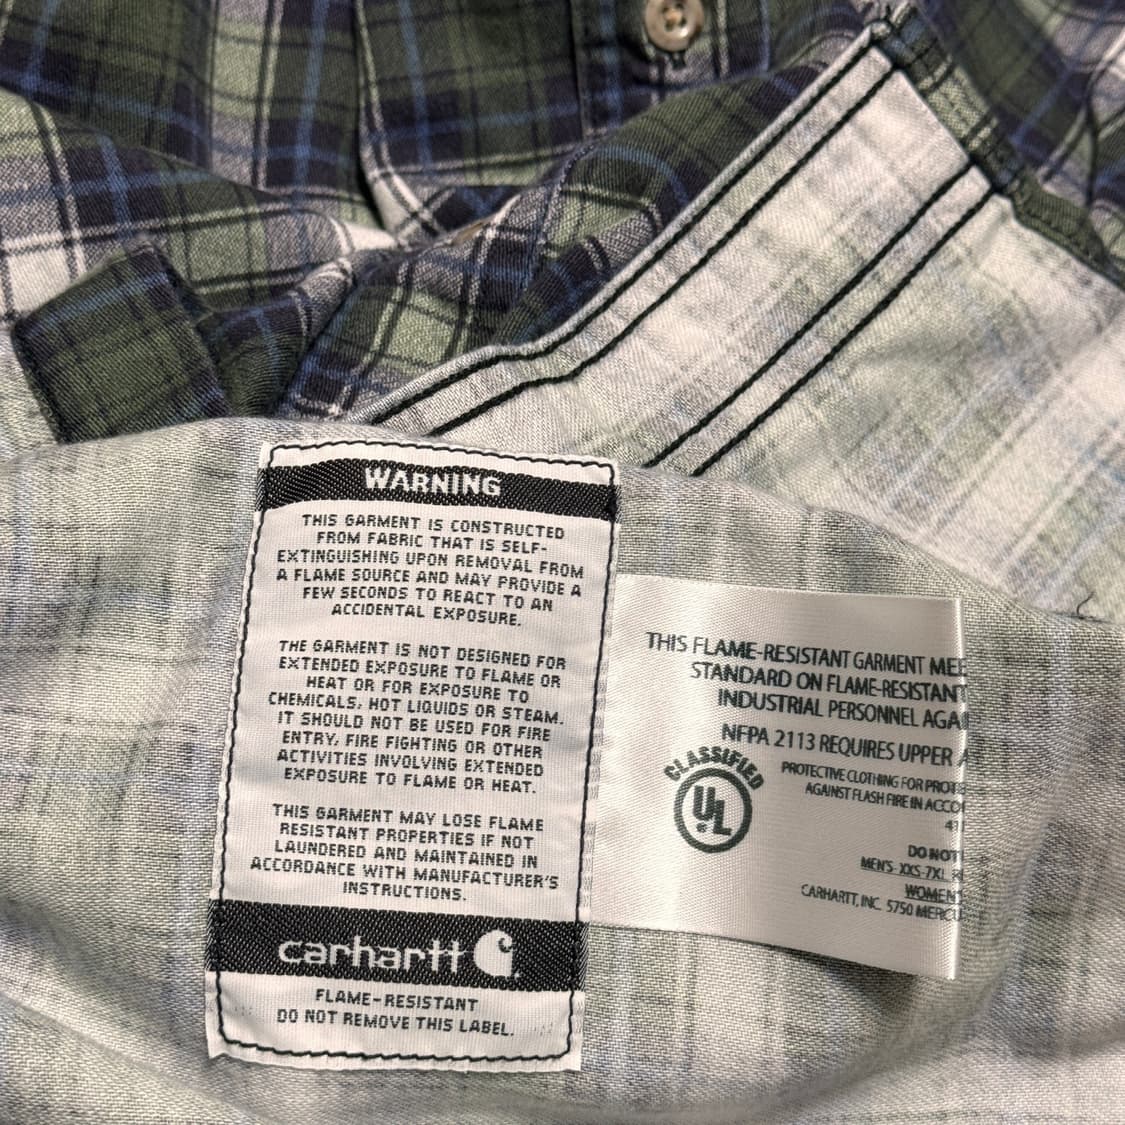 WARNING
THIS GARMENT IS CONSTRUCTED
FROM FABRIC THAT IS SELF-
EXTINGUISHING UPON REMOVAL FROM
A FLAME SOURCE AND MAY PROVIDE A
FEW SECONDS TO REACT TO AN
ACCIDENTAL EXPOSURE.
THE GARMENT IS NOT DESIGNED FOR
EXTENDED EXPOSURE TO FLAME OR
HEAT OR FOR EXPOSURE TO
CHEMICALS, HOT LIQUIDS OR STEAM.
IT SHOULD NOT BE USED FOR FIRE
ENTRY, FIRE FIGHTING OR OTHER
ACTIVITIES INVOLVING EXTENDED
EXPOSURE TO FLAME OR HEAT.
THIS GARMENT MAY LOSE FLAME
RESISTANT PROPERTIES IF NOT
LAUNDERED AND MAINTAINED IN
ACCORDANCE WITH MANUFACTURER'S
INSTRUCTIONS.
carhartt
FLAME-RESISTANT
DO NOT REMOVE THIS LABEL.
THIS FLAME-RESISTANT GARMENT
STANDARD ON FLAME-RESISTANT
INDUSTRIAL PERSONNEL
NFPA 2113 REQUIRES UPPER
CLASSIFIED
UL
PROTECTIVE CLOTHING FOR
AGAINST FLASH FIRE IN
DO NOT
MEN'S- XXS-7XL
WOMEN'S
CARHARTT, INC. 5750